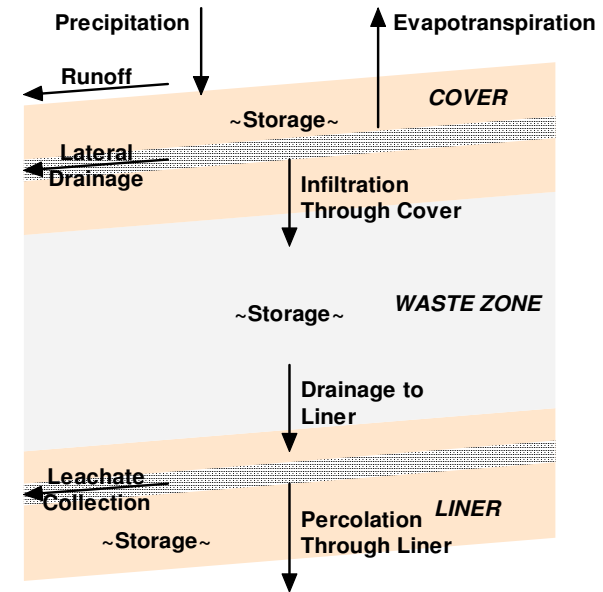 Precipitation
Evapotranspiration
Runoff
COVER
~Storage~
Lateral
Drainage
Infiltration
Through Cover
~Storage~
WASTE ZONE
Drainage to
Liner
Leachate
Collection
Percolation
Through Liner
LINER
~Storage~